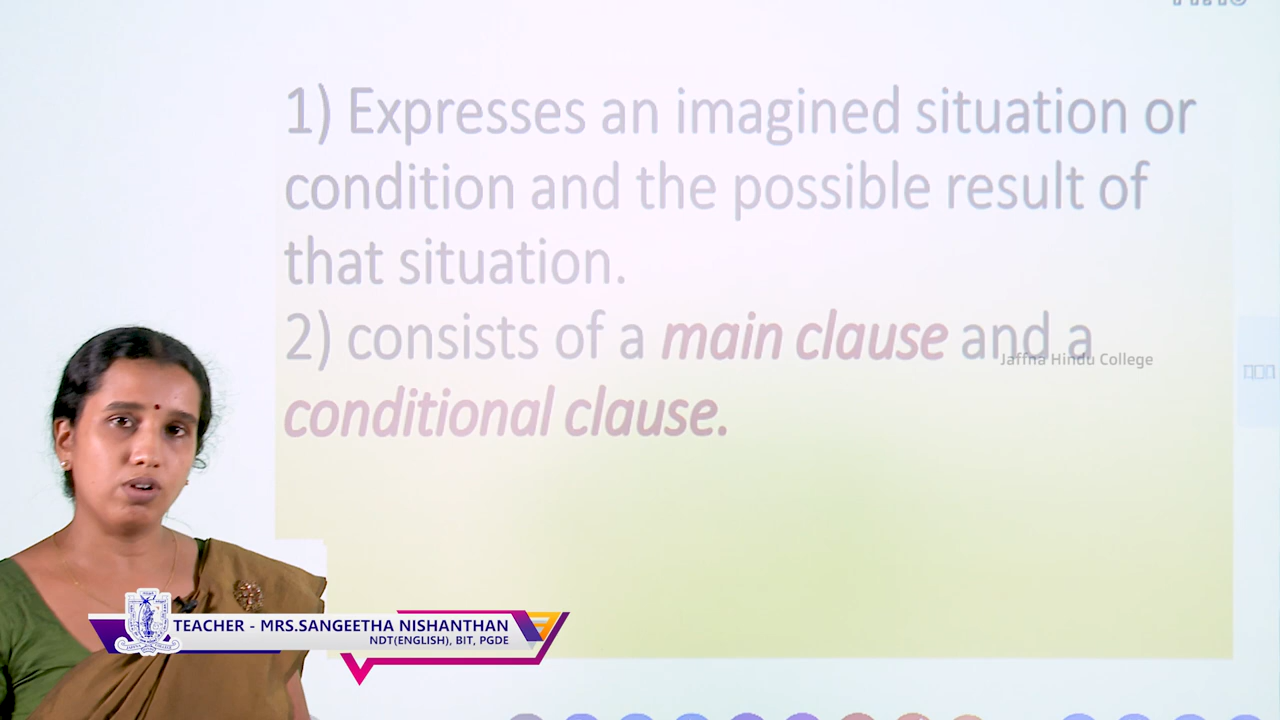 1) Expresses an imagined situation or
condition and the possible result of
that situation.
2) consists of a main clause and a
conditional clause.
Jaffna Hindu College
TEACHER - MRS.SANGEETHA NISHANTHAN
NDT(ENGLISH), BIT, PGDE